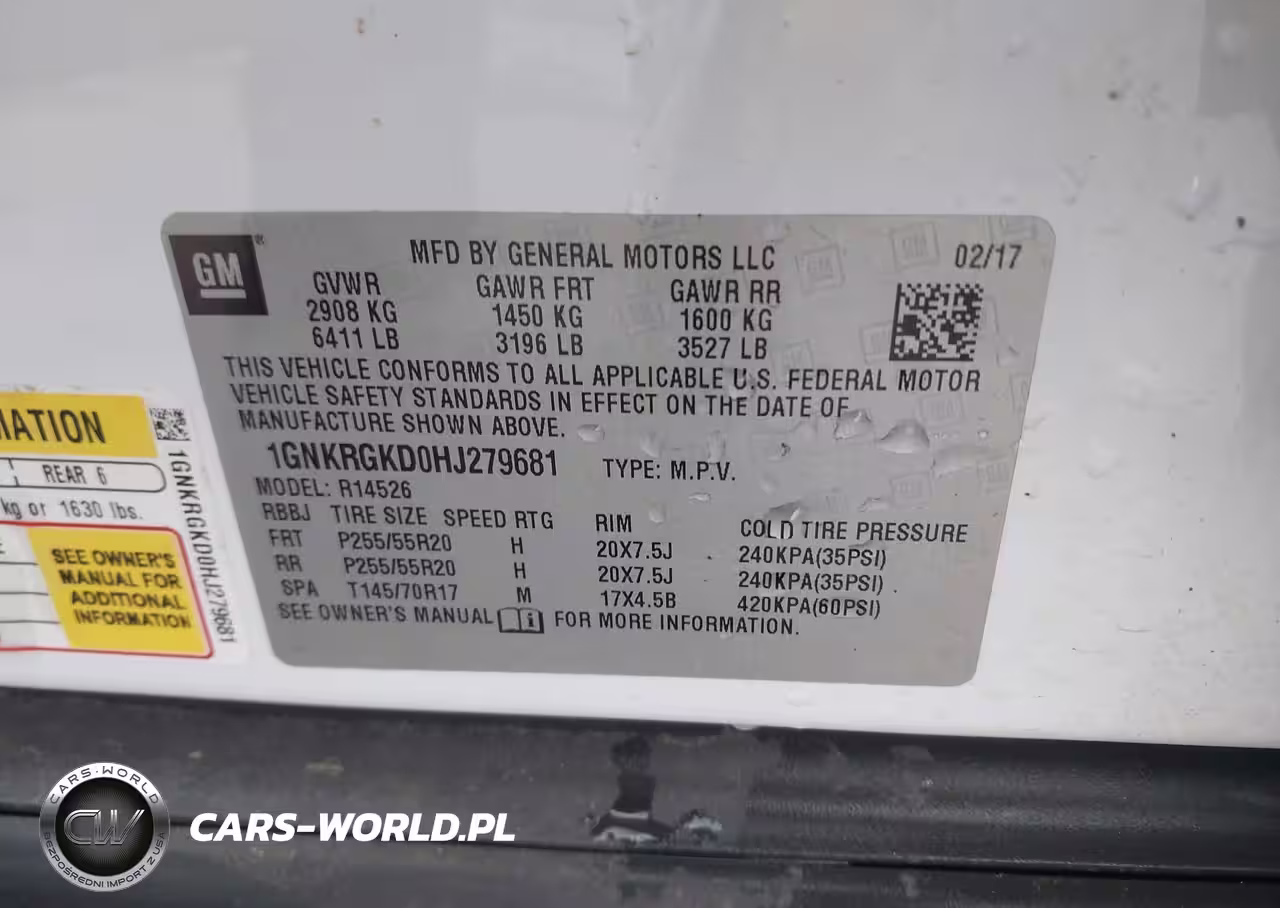 GM
®
MFD BY GENERAL MOTORS LLC 02/17
GVWR GAWR FRT GAWR RR
2908 KG 1450 KG 1600 KG
6411 LB 3196 LB 3527 LB
THIS VEHICLE CONFORMS TO ALL APPLICABLE U.S. FEDERAL MOTOR
VEHICLE SAFETY STANDARDS IN EFFECT ON THE DATE OF
MANUFACTURE SHOWN ABOVE.
1GNKRGKD0HJ279681 TYPE: M.P.V.
MODEL: R14526
RBBJ TIRE SIZE SPEED RTG RIM COLD TIRE PRESSURE
FRT P255/55R20 H 20X7.5J 240KPA(35PSI)
RR P255/55R20 H 20X7.5J 240KPA(35PSI)
SPA T145/70R17 M 17X4.5B 420KPA(60PSI)
SEE OWNER'S MANUAL FOR MORE INFORMATION.
MATION
REAR 6
kg or 1630 lbs.
SEE OWNER'S
MANUAL FOR
ADDITIONAL
INFORMATION
1GNKRGKD0HJ279681
CARS-WORLD
CW
BEZPOŚREDNI IMPORT Z USA
CARS-WORLD.PL